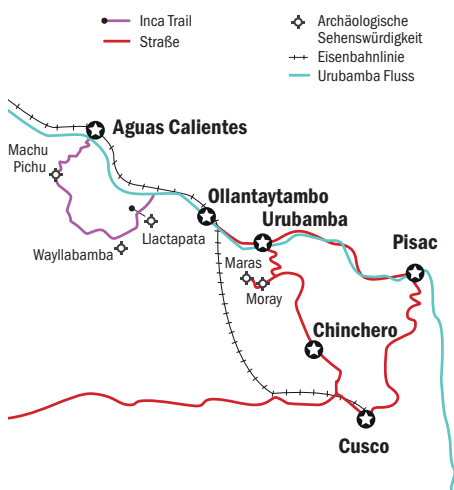 Inca Trail
Straße
Archäologische
Sehenswürdigkeit
Eisenbahnlinie
Urubamba Fluss
Aguas Calientes
Machu
Pichu
Ollantaytambo
Urubamba
Llactapata
Wayllabamba
Pisac
Maras
Moray
Chinchero
Cusco